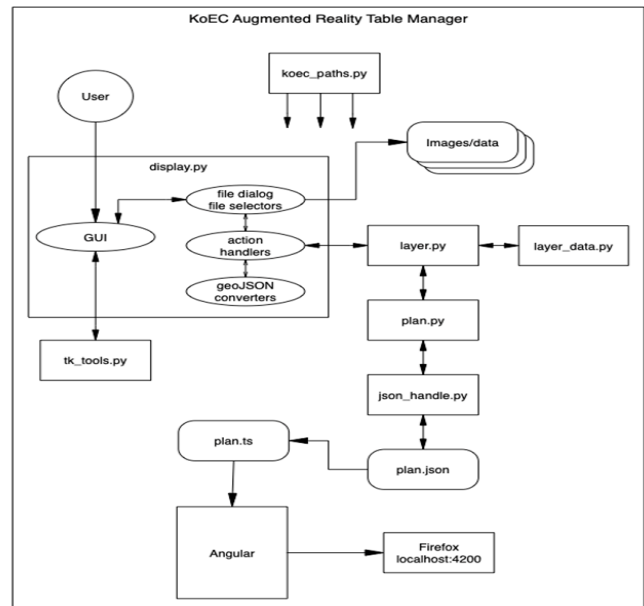 KoEC Augmented Reality Table Manager
koec_paths.py
User
Images/data
display.py
file dialog
file selectors
GUI
action
handlers
layer.py
layer_data.py
geoJSON
converters
plan.py
tk_tools.py
json_handle.py
plan.ts
plan.json
Angular
Firefox
localhost:4200